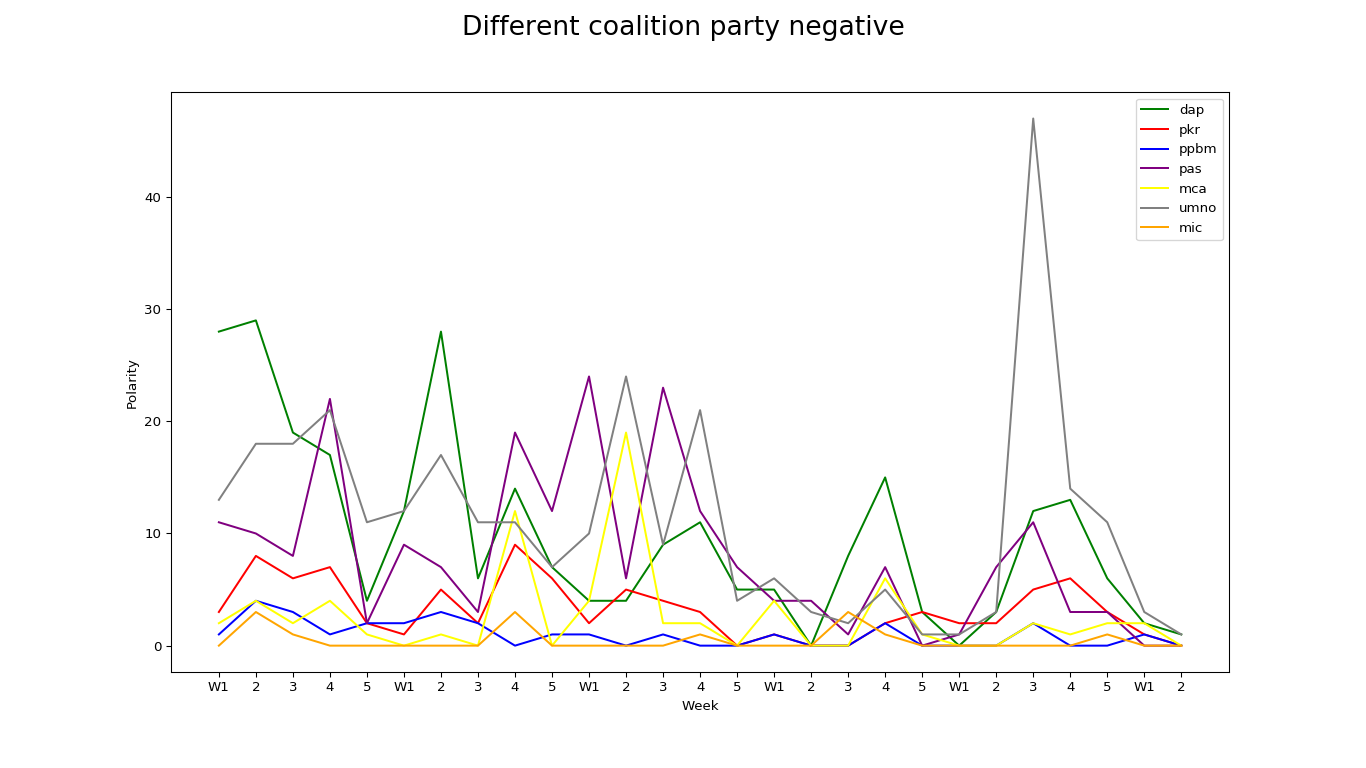 Different coalition party negative
dap
pkr
ppbm
pas
mca
umno
mic
40
30
20
10
0
Polarity
W1 2 3 4 5 W1 2 3 4 5 W1 2 3 4 5 W1 2 3 4 5 W1 2 3 4 5 W1 2
Week